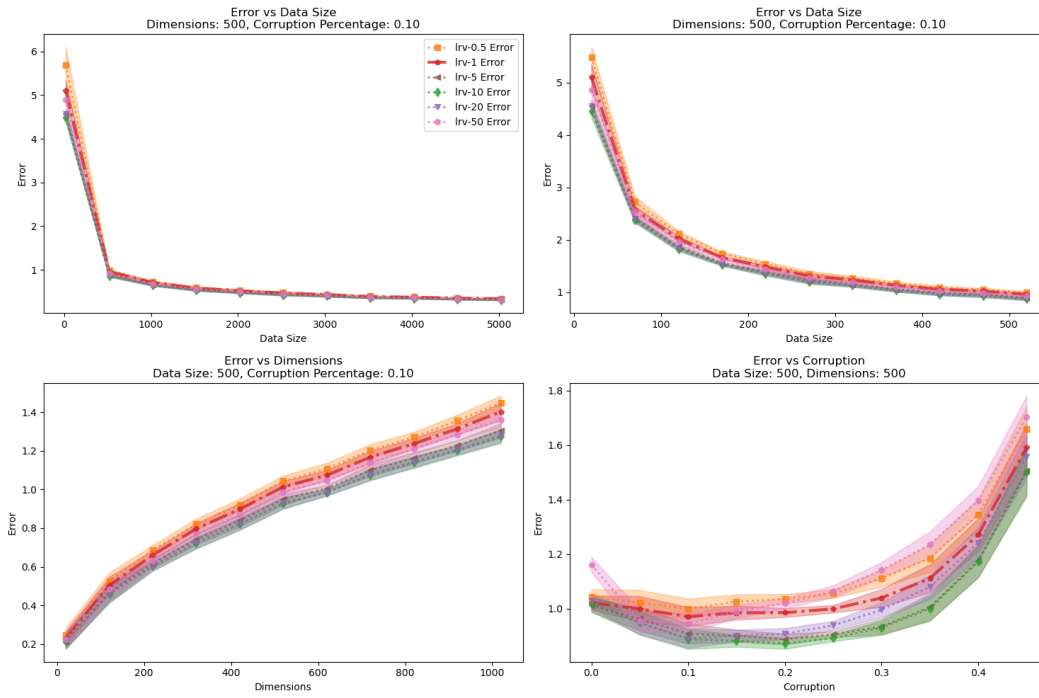 Error vs Data Size
Dimensions: 500, Corruption Percentage: 0.10
6
5
4
3
2
1
Error
0
1000
2000
3000
4000
5000
Data Size
lrv-0.5 Error
lrv-1 Error
lrv-5 Error
lrv-10 Error
lrv-20 Error
lrv-50 Error
Error vs Data Size
Dimensions: 500, Corruption Percentage: 0.10
5
4
3
2
1
Error
0
100
200
300
400
500
Data Size
Error vs Dimensions
Data Size: 500, Corruption Percentage: 0.10
1.4
1.2
1.0
0.8
0.6
0.4
0.2
Error
0
200
400
600
800
1000
Dimensions
Error vs Corruption
Data Size: 500, Dimensions: 500
1.8
1.6
1.4
1.2
1.0
Error
0.0
0.1
0.2
0.3
0.4
Corruption